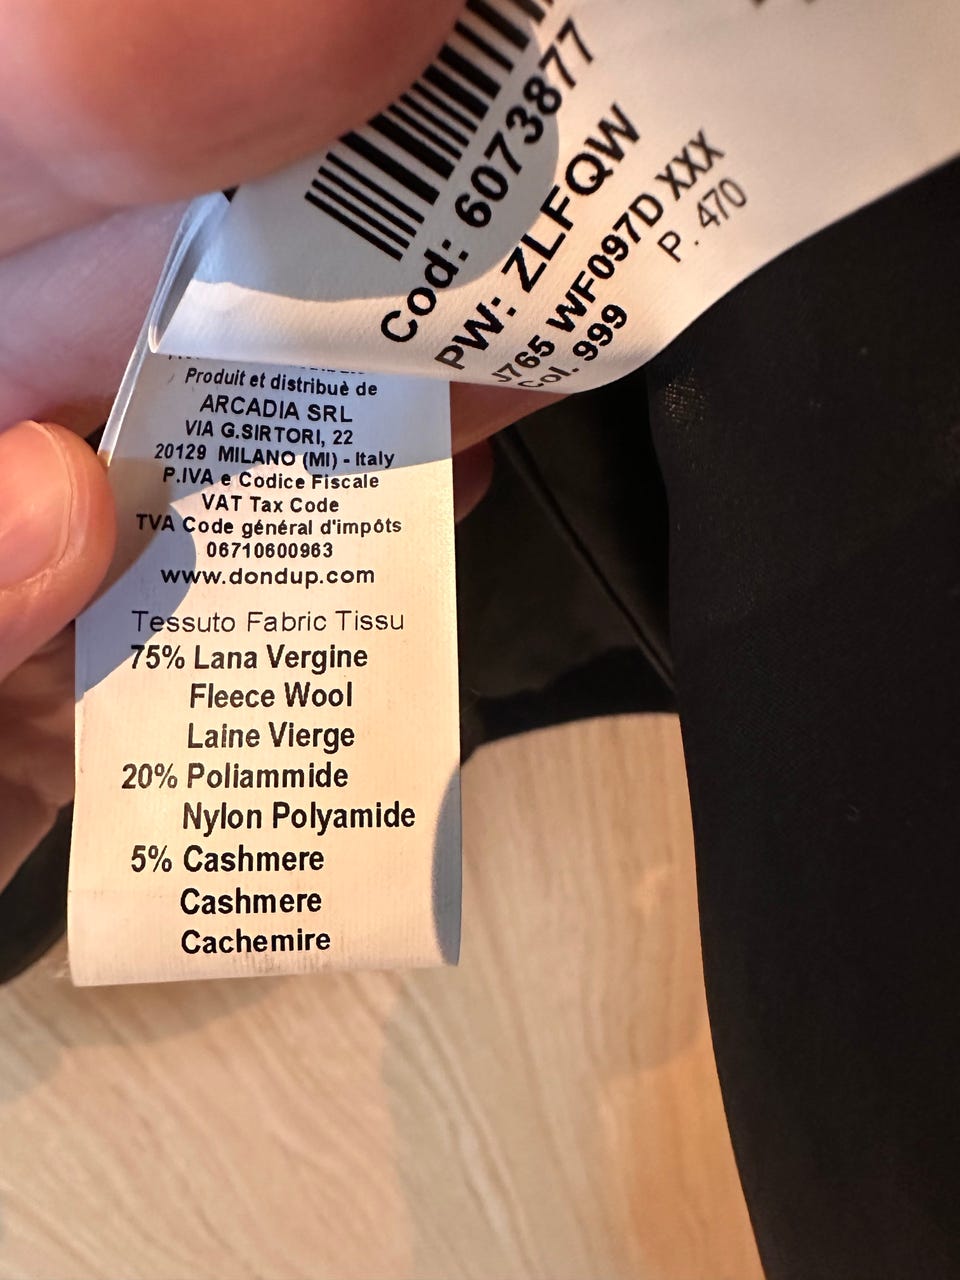 Cod: 6073877
PW: ZLFQW
J765 WF097D XXX
P. 470
Col. 999
Produit et distribuè de
ARCADIA SRL
VIA G.SIRTORI, 22
20129 MILANO (MI) - Italy
P.IVA e Codice Fiscale
VAT Tax Code
TVA Code général d'impôts
06710600963
www.dondup.com
Tessuto Fabric Tissu
75% Lana Vergine
Fleece Wool
Laine Vierge
20% Poliammide
Nylon Polyamide
5% Cashmere
Cashmere
Cachemire